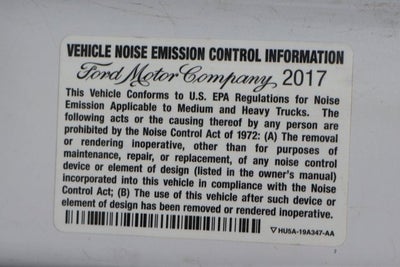 VEHICLE NOISE EMISSION CONTROL INFORMATION
Ford Motor Company, 2017
This Vehicle Conforms to U.S. EPA Regulations for Noise
Emission Applicable to Medium and Heavy Trucks. The
following acts or the causing thereof by any person are
prohibited by the Noise Control Act of 1972: (A) The removal
or rendering inoperative, other than for purposes of
maintenance, repair, or replacement, of any noise control
device or element of design (listed in the owner's manual)
incorporated into this vehicle in compliance with the Noise
Control Act; (B) The use of this vehicle after such device or
element of design has been removed or rendered inoperative.
HU5A-19A347-AA